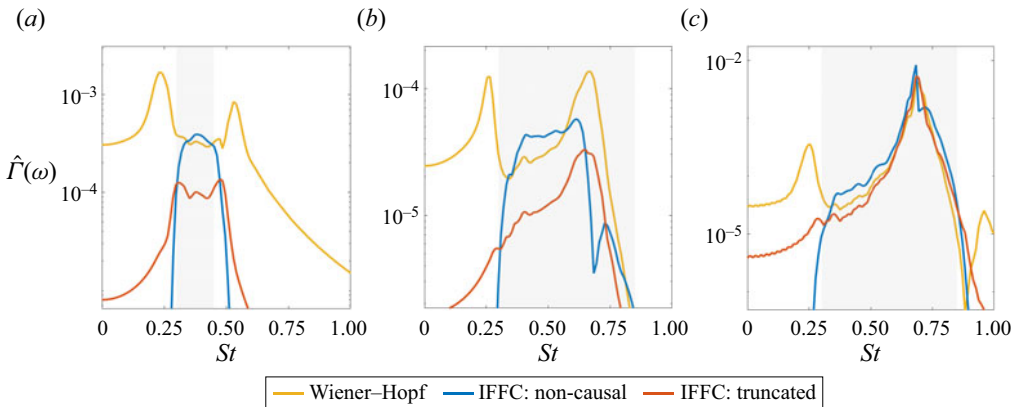 (a) (b) (c)
10⁻³
10⁻⁴
10⁻⁴
10⁻⁵
10⁻²
10⁻⁵
Γ̂(ω)
0 0.25 0.50 0.75 1.00 0 0.25 0.50 0.75 1.00 0 0.25 0.50 0.75 1.00
St St St
Wiener–Hopf IFFC: non-causal IFFC: truncated